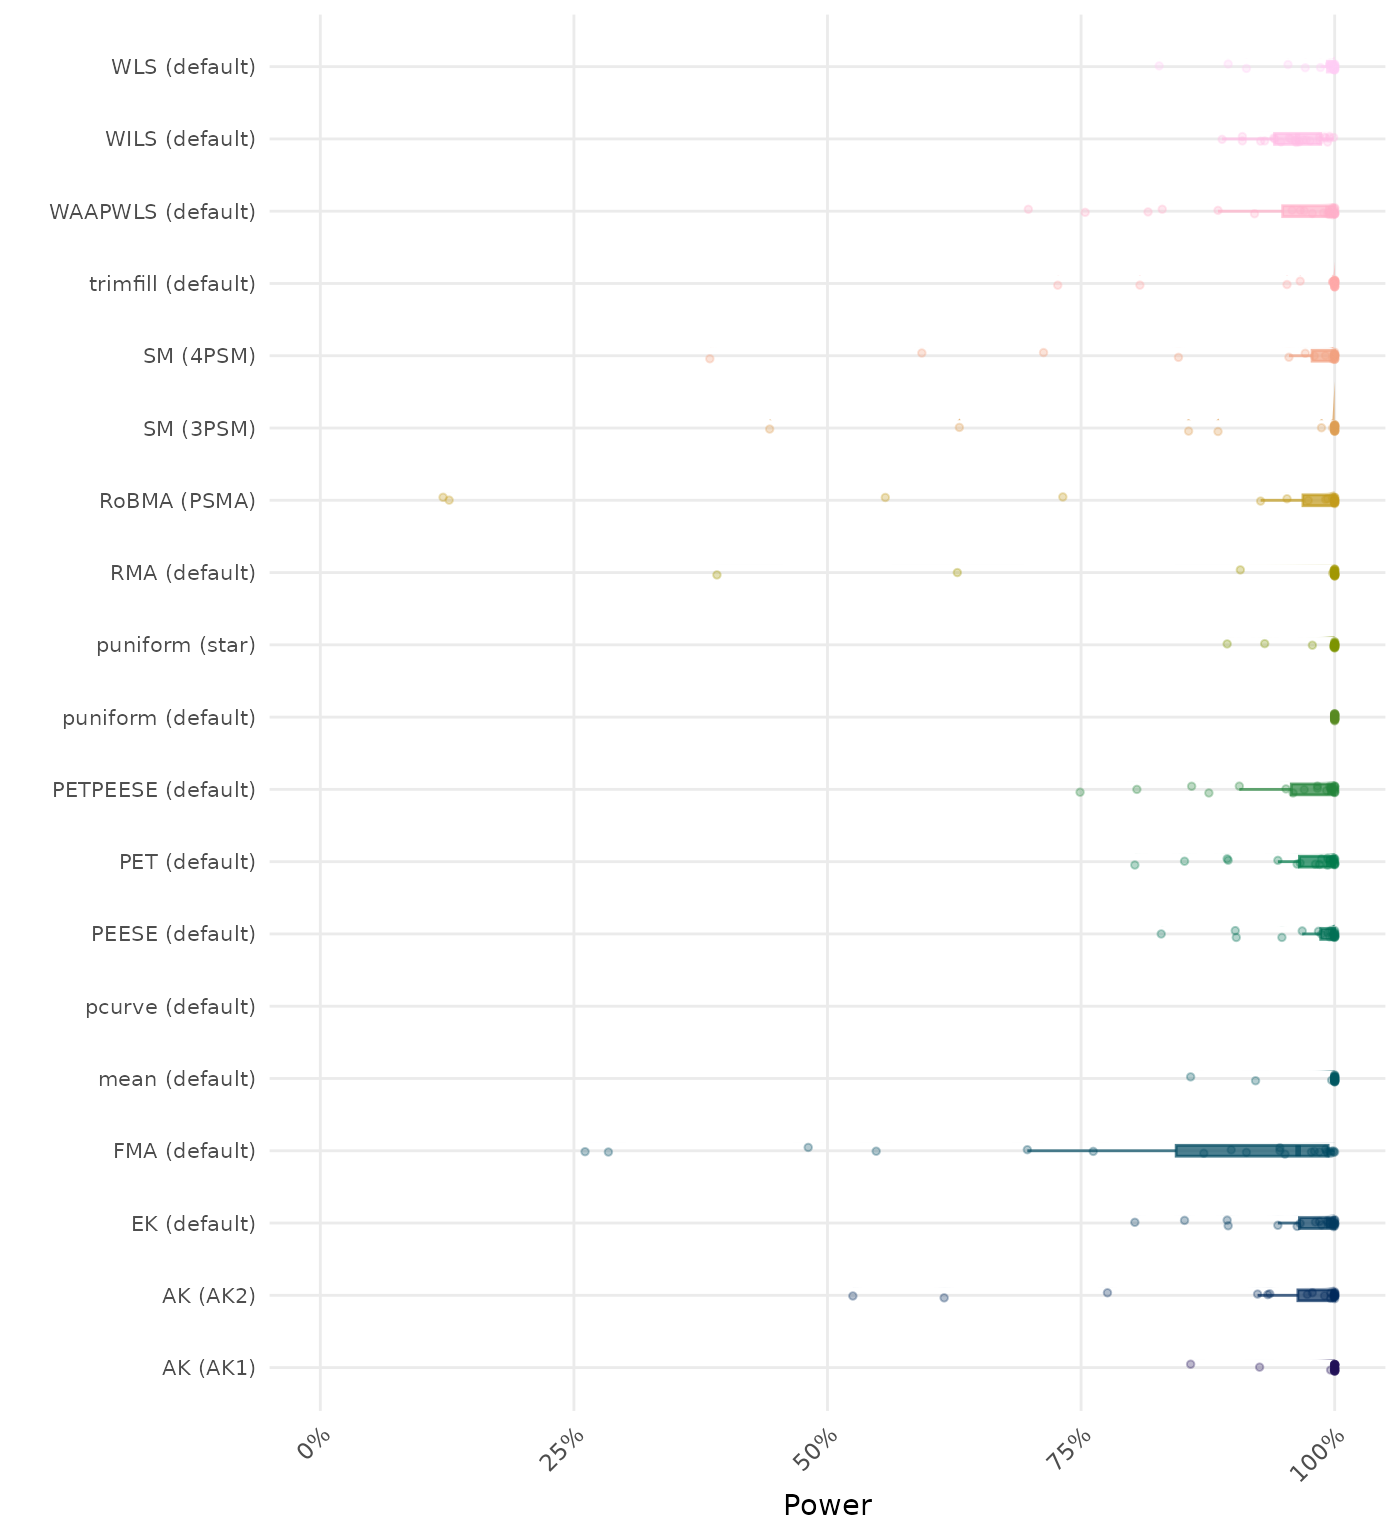 WLS (default)
WILS (default)
WAAPWLS (default)
trimfill (default)
SM (4PSM)
SM (3PSM)
RoBMA (PSMA)
RMA (default)
puniform (star)
puniform (default)
PETPEESE (default)
PET (default)
PEESE (default)
pcurve (default)
mean (default)
FMA (default)
EK (default)
AK (AK2)
AK (AK1)
0%
25%
50%
75%
100%
Power